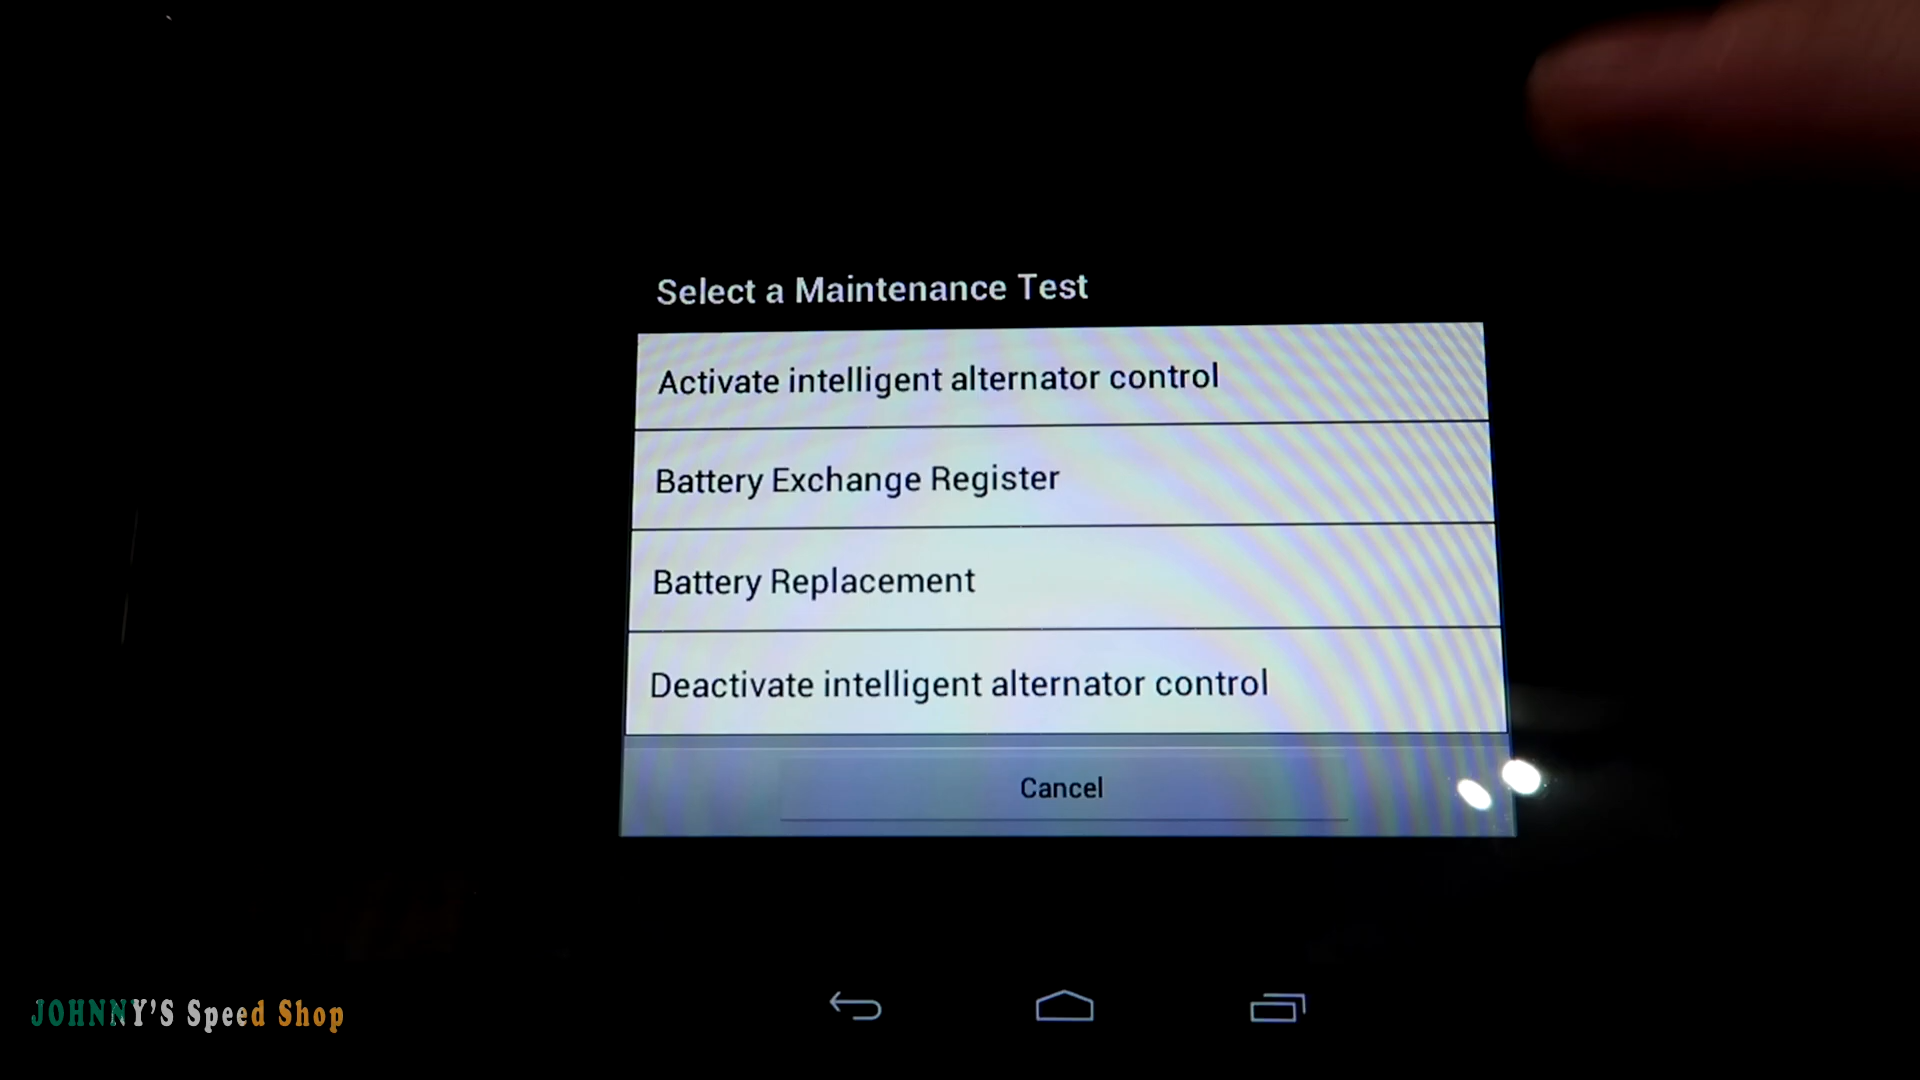 Select a Maintenance Test
Activate intelligent alternator control
Battery Exchange Register
Battery Replacement
Deactivate intelligent alternator control
Cancel
JOHNNY'S Speed Shop